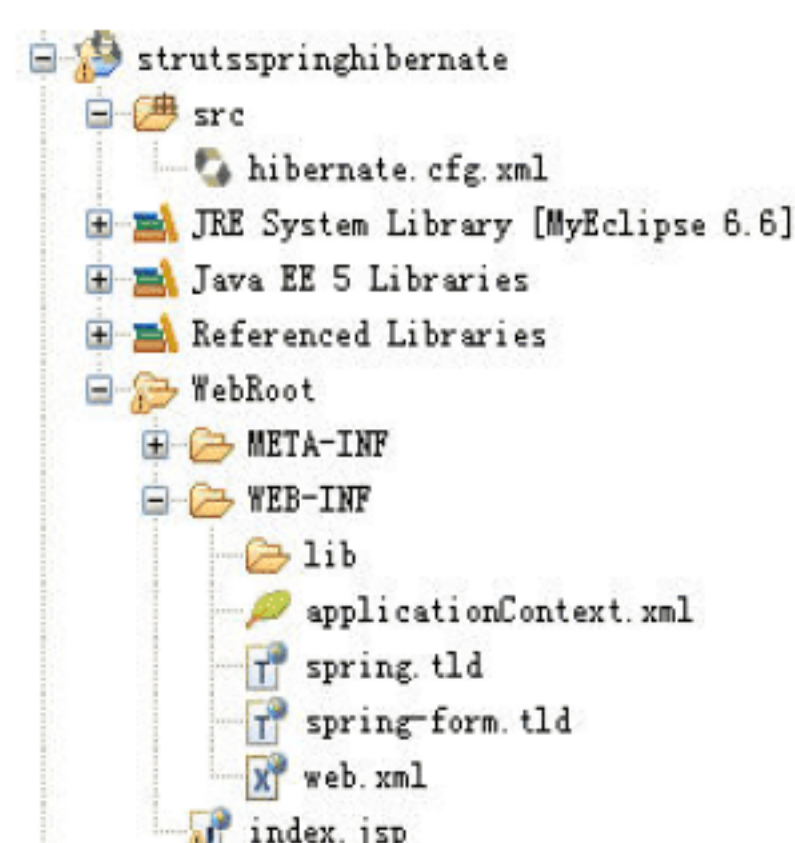 strutsspringhibernate
src
hibernate.cfg.xml
JRE System Library [MyEclipse 6.6]
Java EE 5 Libraries
Referenced Libraries
WebRoot
META-INF
WEB-INF
lib
applicationContext.xml
spring.tld
spring-form.tld
web.xml
index.jsp